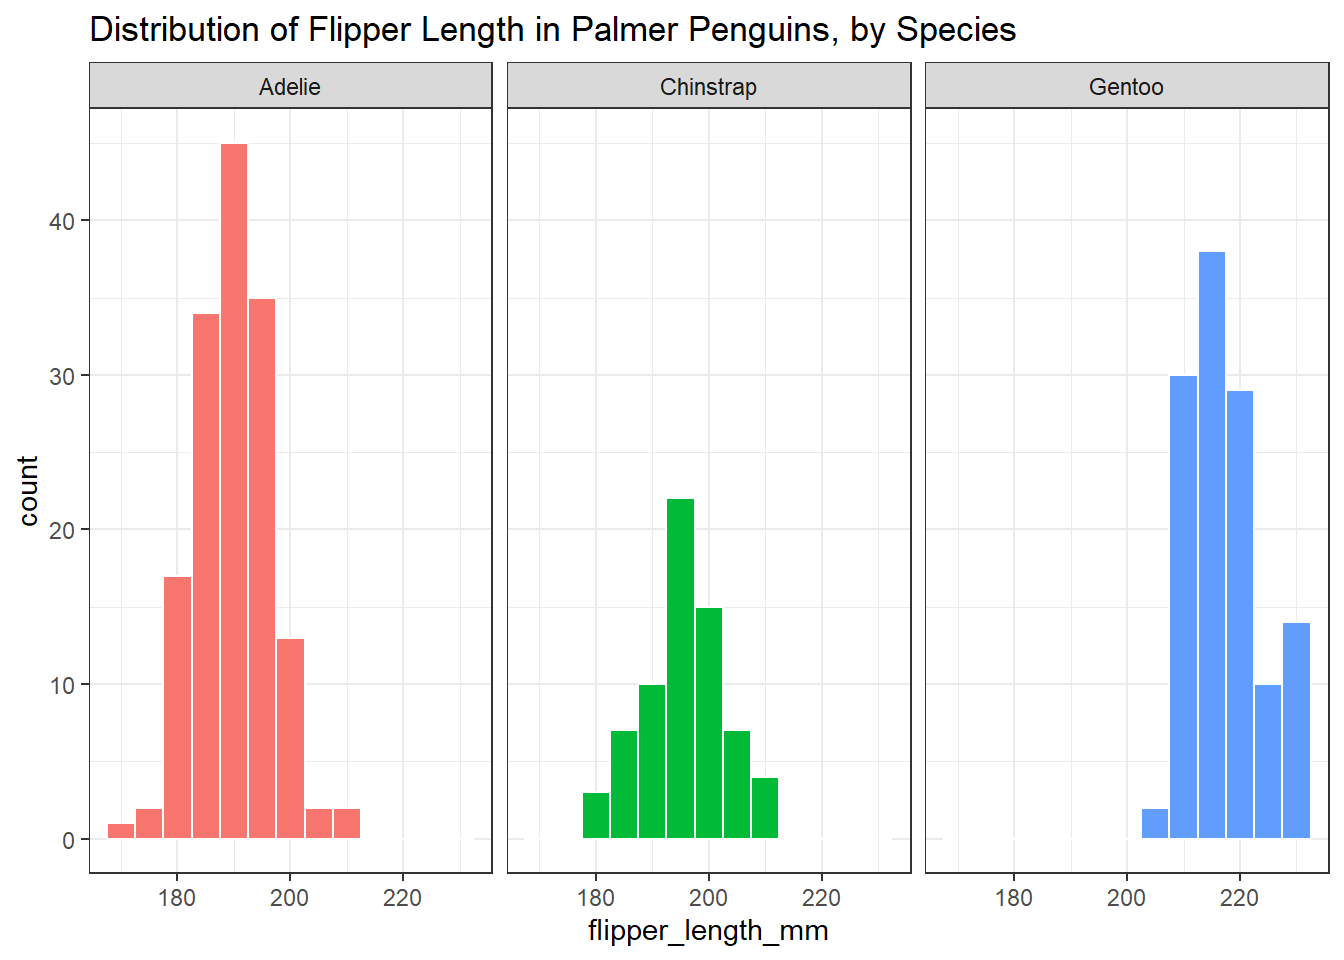 Distribution of Flipper Length in Palmer Penguins, by Species
Adelie Chinstrap Gentoo
count
40
30
20
10
0
180 200 220 180 200 220 180 200 220
flipper_length_mm